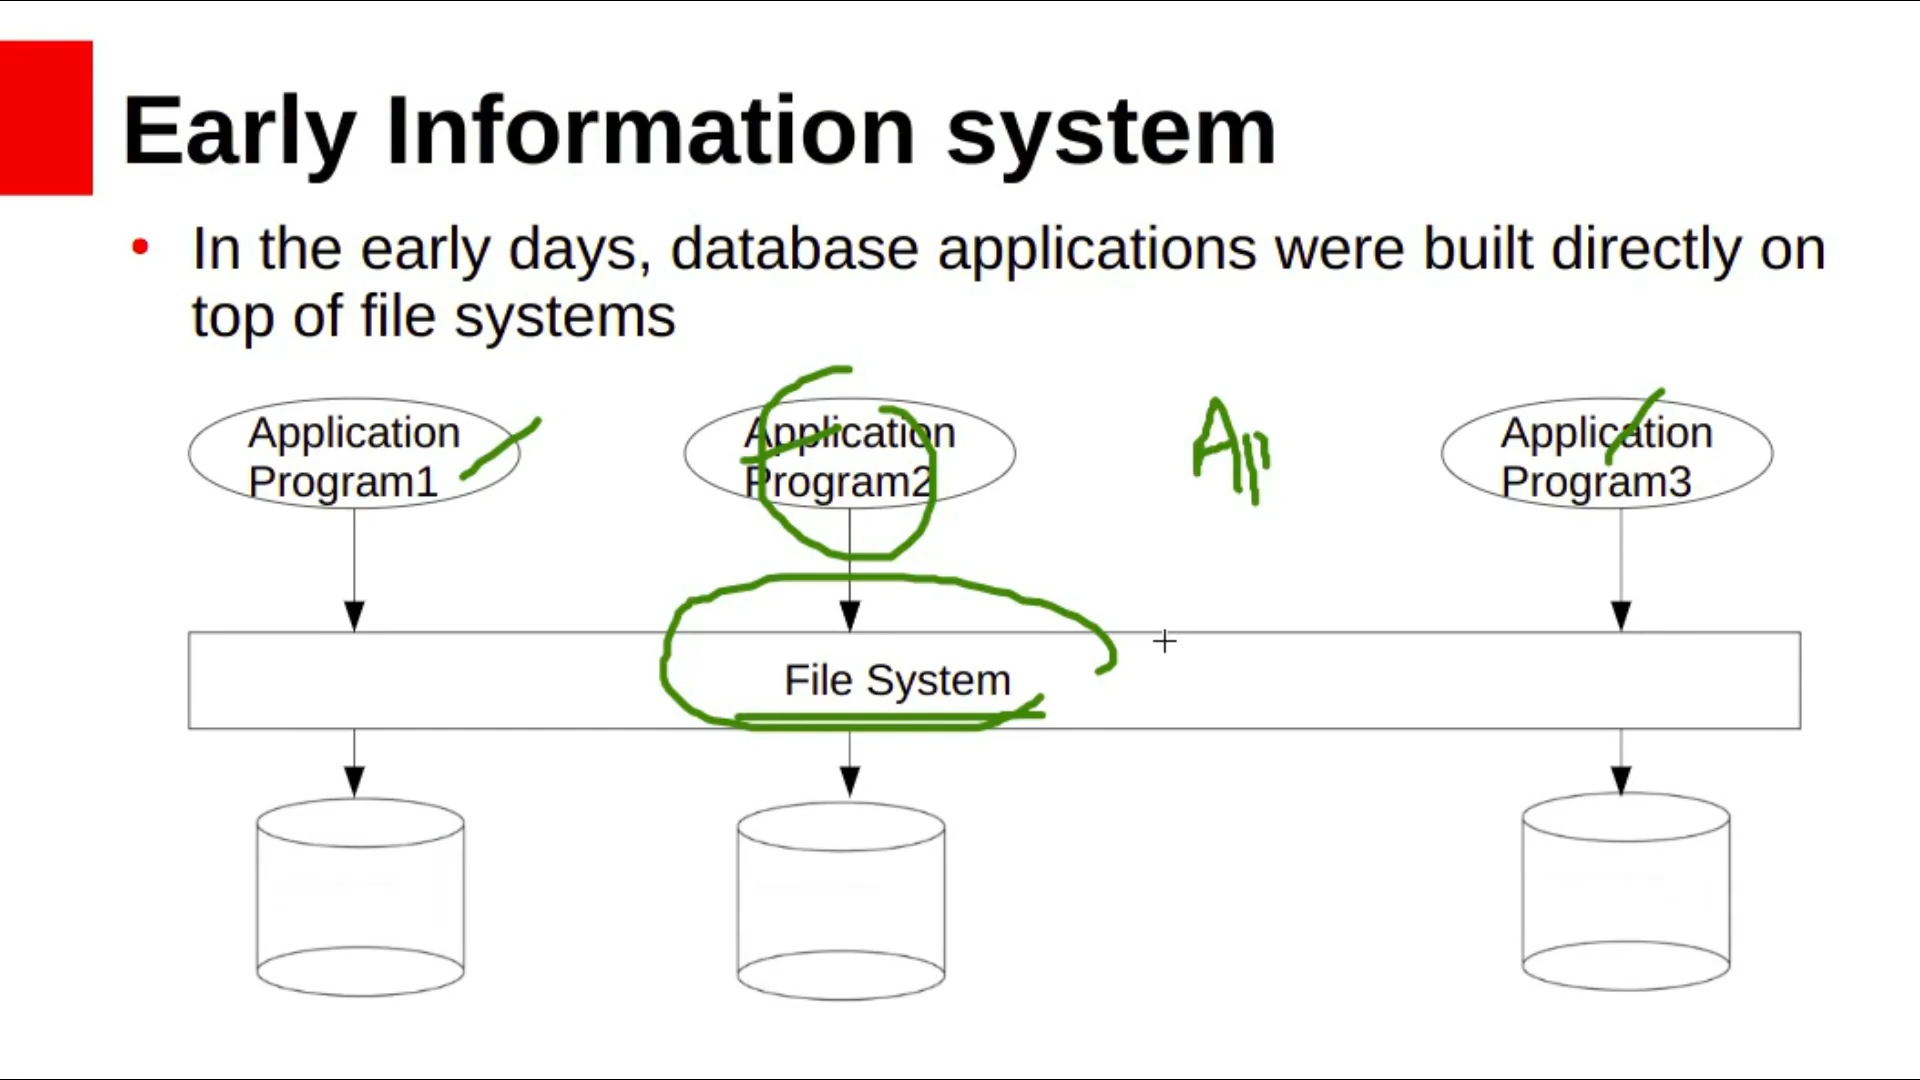 Early Information system
• In the early days, database applications were built directly on
top of file systems
Application
Program1
Application
Program2
App
Application
Program3
File System